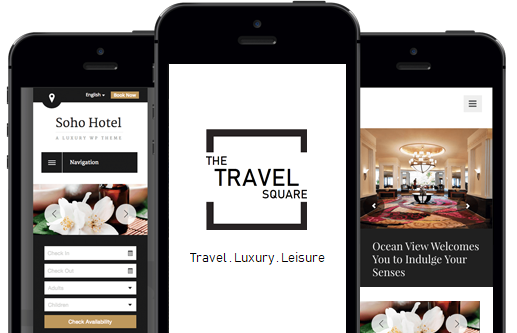 English
Book Now
Soho Hotel
A LUXURY WP THEME
Navigation
Check In
Check Out
Adults
Children
Check Availability
THE
TRAVEL
SQUARE
Travel . Luxury . Leisure
Ocean View Welcomes
You to Indulge Your
Senses